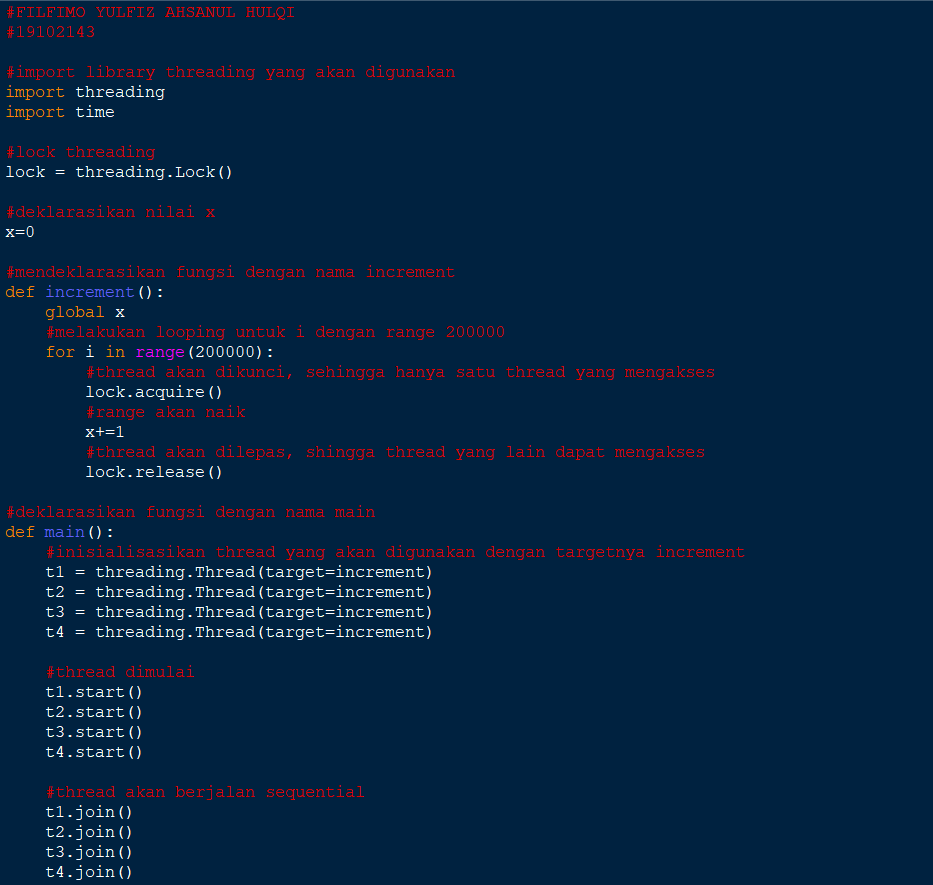 #FILFIMO YULFIZ AHSANUL HULQI
#19102143
#import library threading yang akan digunakan
import threading
import time
#lock threading
lock = threading.Lock()
#deklarasikan nilai x
x=0
#mendeklarasikan fungsi dengan nama increment
def increment():
    global x
    #melakukan looping untuk i dengan range 200000
    for i in range(200000):
        #thread akan dikunci, sehingga hanya satu thread yang mengakses
        lock.acquire()
        #range akan naik
        x+=1
        #thread akan dilepas, shingga thread yang lain dapat mengakses
        lock.release()
#deklarasikan fungsi dengan nama main
def main():
    #inisialisasikan thread yang akan digunakan dengan targetnya increment
    t1 = threading.Thread(target=increment)
    t2 = threading.Thread(target=increment)
    t3 = threading.Thread(target=increment)
    t4 = threading.Thread(target=increment)
    #thread dimulai
    t1.start()
    t2.start()
    t3.start()
    t4.start()
    #thread akan berjalan sequential
    t1.join()
    t2.join()
    t3.join()
    t4.join()